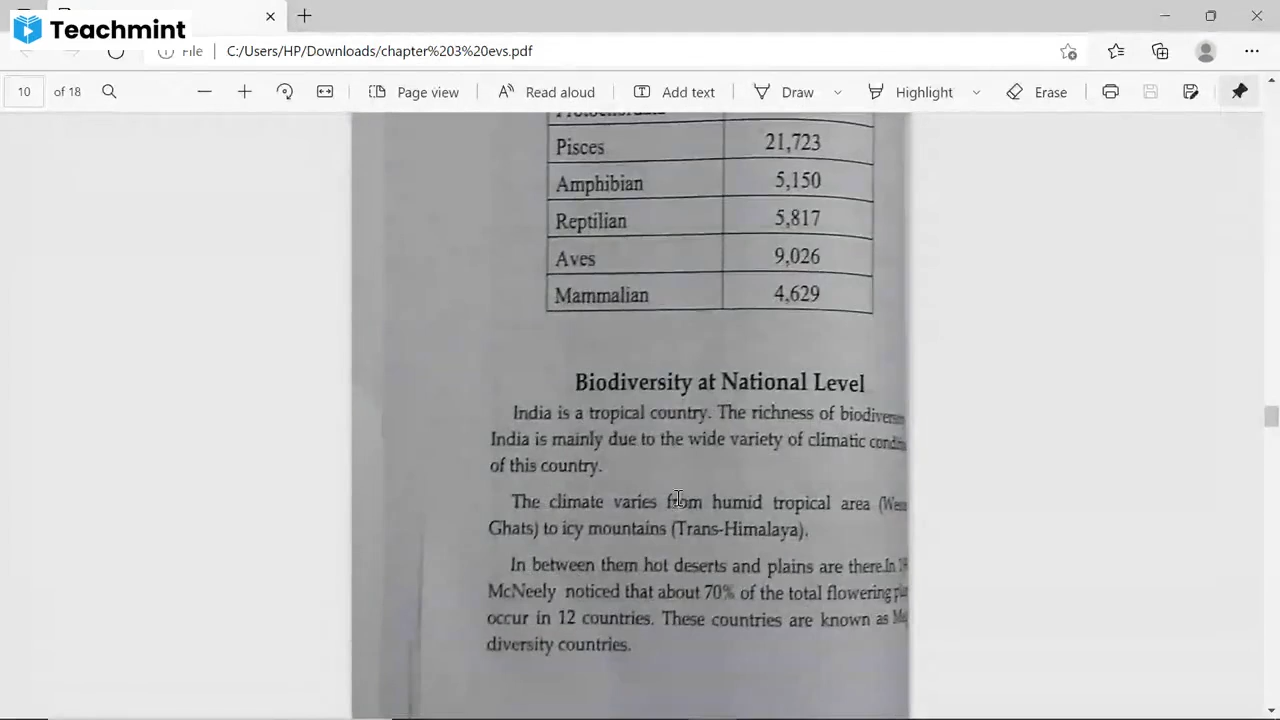 Teachmint
File C:/Users/HP/Downloads/chapter%203%20evs.pdf
10 of 18 Page view Read aloud Add text Draw Highlight Erase
Pisces 21,723
Amphibian 5,150
Reptilian 5,817
Aves 9,026
Mammalian 4,629
Biodiversity at National Level
India is a tropical country. The richness of
India is mainly due to the wide variety of climatic
of this country.
The climate varies from humid tropical area
Ghats) to icy mountains (Trans-Himalaya).
In between them hot deserts and plains are there.In
McNeely noticed that about 70% of the total flowering
occur in 12 countries. These countries are known as
diversity countries.